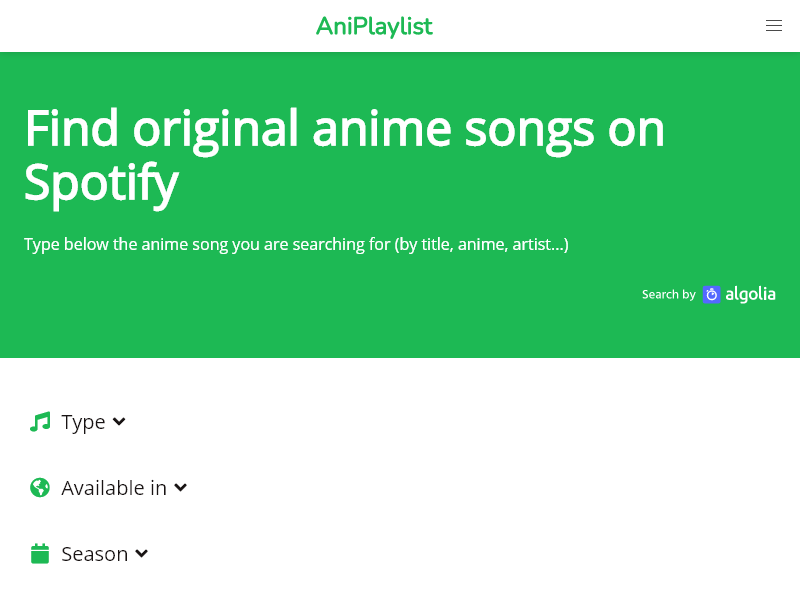 AniPlaylist
Find original anime songs on
Spotify
Type below the anime song you are searching for (by title, anime, artist...)
Search by algolia
Type
Available in
Season